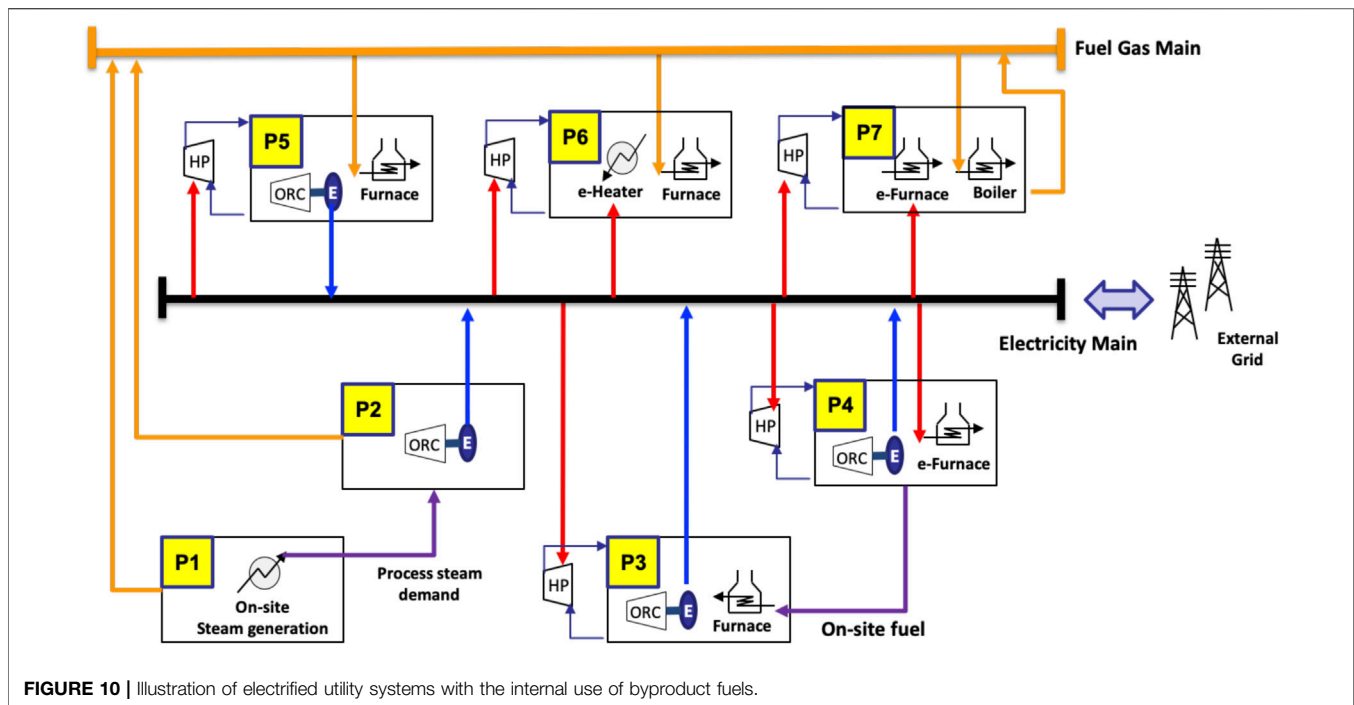 Fuel Gas Main
P5
HP
ORC
E
Furnace
P6
HP
e-Heater
Furnace
P7
HP
e-Furnace
Boiler
Electricity Main
External
Grid
P2
ORC
E
P4
HP
ORC
E
e-Furnace
P1
On-site
Steam generation
Process steam
demand
P3
HP
ORC
E
Furnace
On-site fuel
FIGURE 10 | Illustration of electrified utility systems with the internal use of byproduct fuels.